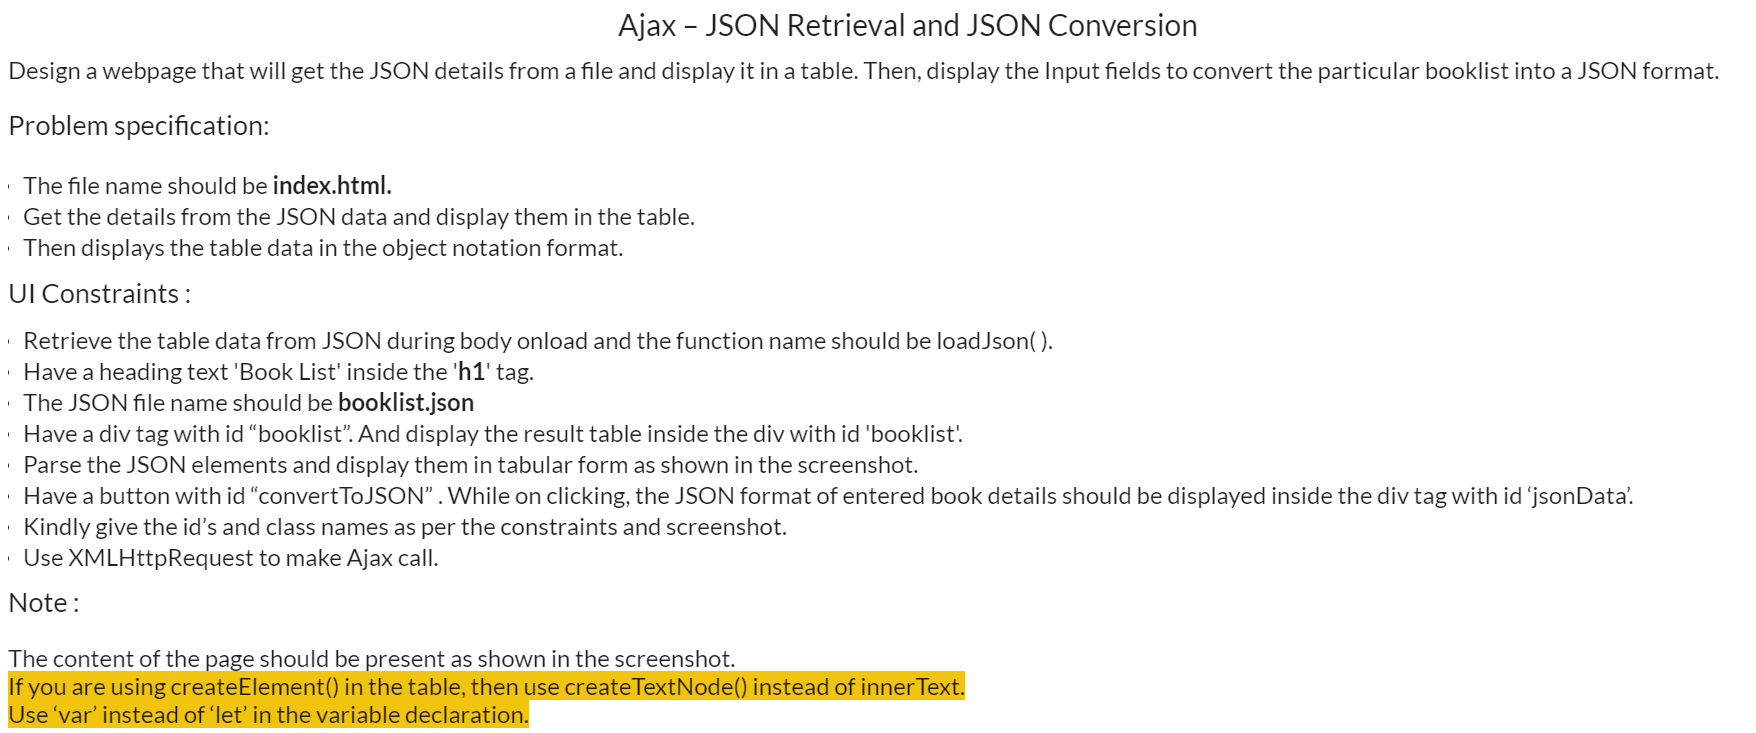 Ajax – JSON Retrieval and JSON Conversion
Design a webpage that will get the JSON details from a file and display it in a table. Then, display the Input fields to convert the particular booklist into a JSON format.
Problem specification:
· The file name should be index.html.
· Get the details from the JSON data and display them in the table.
· Then displays the table data in the object notation format.
UI Constraints :
· Retrieve the table data from JSON during body onload and the function name should be loadJson( ).
· Have a heading text 'Book List' inside the 'h1' tag.
· The JSON file name should be booklist.json
· Have a div tag with id “booklist”. And display the result table inside the div with id 'booklist'.
· Parse the JSON elements and display them in tabular form as shown in the screenshot.
· Have a button with id “convertToJSON” . While on clicking, the JSON format of entered book details should be displayed inside the div tag with id ‘jsonData’.
· Kindly give the id’s and class names as per the constraints and screenshot.
· Use XMLHttpRequest to make Ajax call.
Note :
The content of the page should be present as shown in the screenshot.
If you are using createElement() in the table, then use createTextNode() instead of innerText.
Use ‘var’ instead of ‘let’ in the variable declaration.